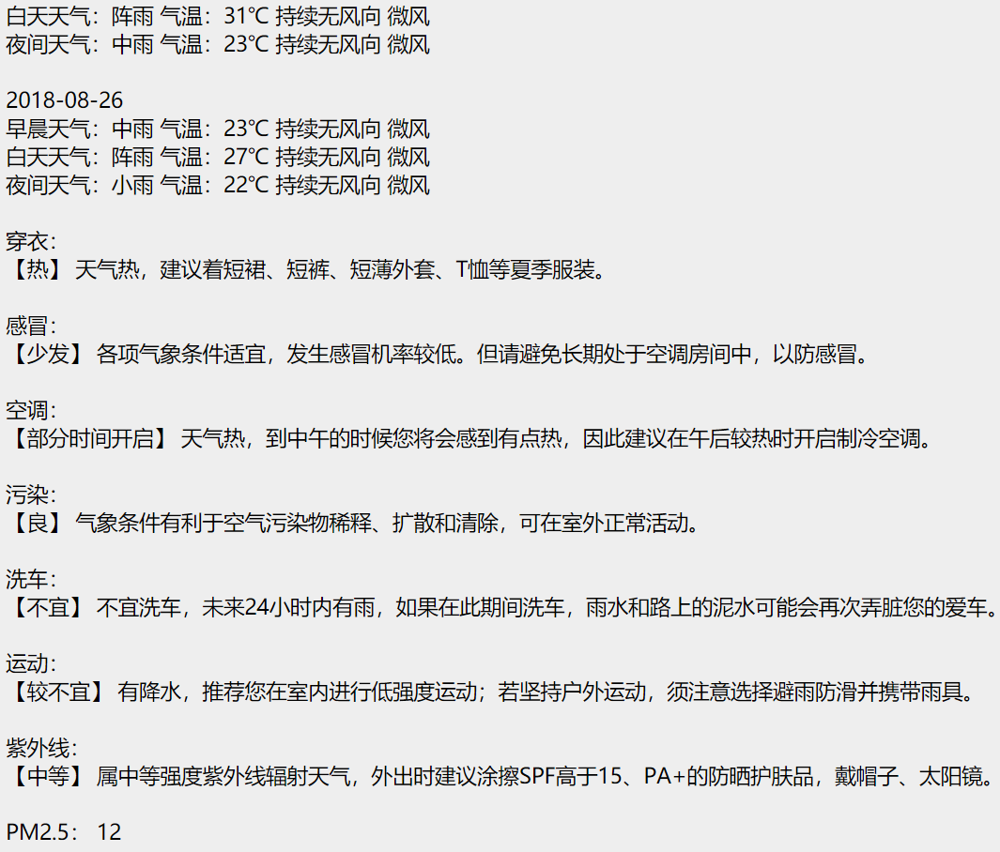 白天天气：阵雨 气温：31℃ 持续无风向 微风
夜间天气：中雨 气温：23℃ 持续无风向 微风
2018-08-26
早晨天气：中雨 气温：23℃ 持续无风向 微风
白天天气：阵雨 气温：27℃ 持续无风向 微风
夜间天气：小雨 气温：22℃ 持续无风向 微风
穿衣：
【热】 天气热，建议着短裙、短裤、短薄外套、T恤等夏季服装。
感冒：
【少发】 各项气象条件适宜，发生感冒机率较低。但请避免长期处于空调房间中，以防感冒。
空调：
【部分时间开启】 天气热，到中午的时候您将会感到有点热，因此建议在午后较热时开启制冷空调。
污染：
【良】 气象条件有利于空气污染物稀释、扩散和清除，可在室外正常活动。
洗车：
【不宜】 不宜洗车，未来24小时内有雨，如果在此期间洗车，雨水和路上的泥水可能会再次弄脏您的爱车。
运动：
【较不宜】 有降水，推荐您在室内进行低强度运动；若坚持户外运动，须注意选择避雨防滑并携带雨具。
紫外线：
【中等】 属中等强度紫外线辐射天气，外出时建议涂擦SPF高于15、PA+的防晒护肤品，戴帽子、太阳镜。
PM2.5： 12